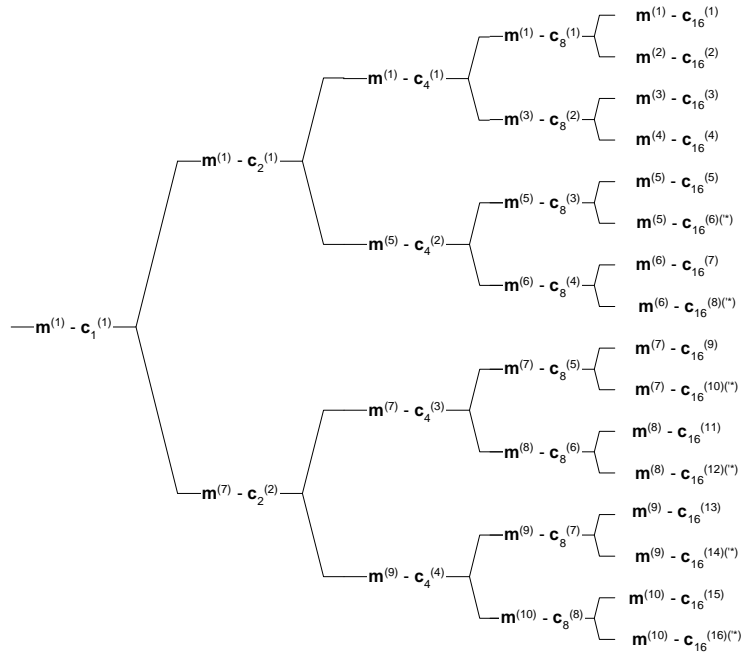 m(1) - c1(1)
m(1) - c2(1)
m(7) - c2(2)
m(1) - c4(1)
m(5) - c4(2)
m(7) - c4(3)
m(9) - c4(4)
m(1) - c8(1)
m(3) - c8(2)
m(5) - c8(3)
m(6) - c8(4)
m(7) - c8(5)
m(8) - c8(6)
m(9) - c8(7)
m(10) - c8(8)
m(1) - c16(1)
m(2) - c16(2)
m(3) - c16(3)
m(4) - c16(4)
m(5) - c16(5)
m(5) - c16(6)(*)
m(6) - c16(7)
m(6) - c16(8)(*)
m(7) - c16(9)
m(7) - c16(10)(*)
m(8) - c16(11)
m(8) - c16(12)(*)
m(9) - c16(13)
m(9) - c16(14)(*)
m(10) - c16(15)
m(10) - c16(16)(*)